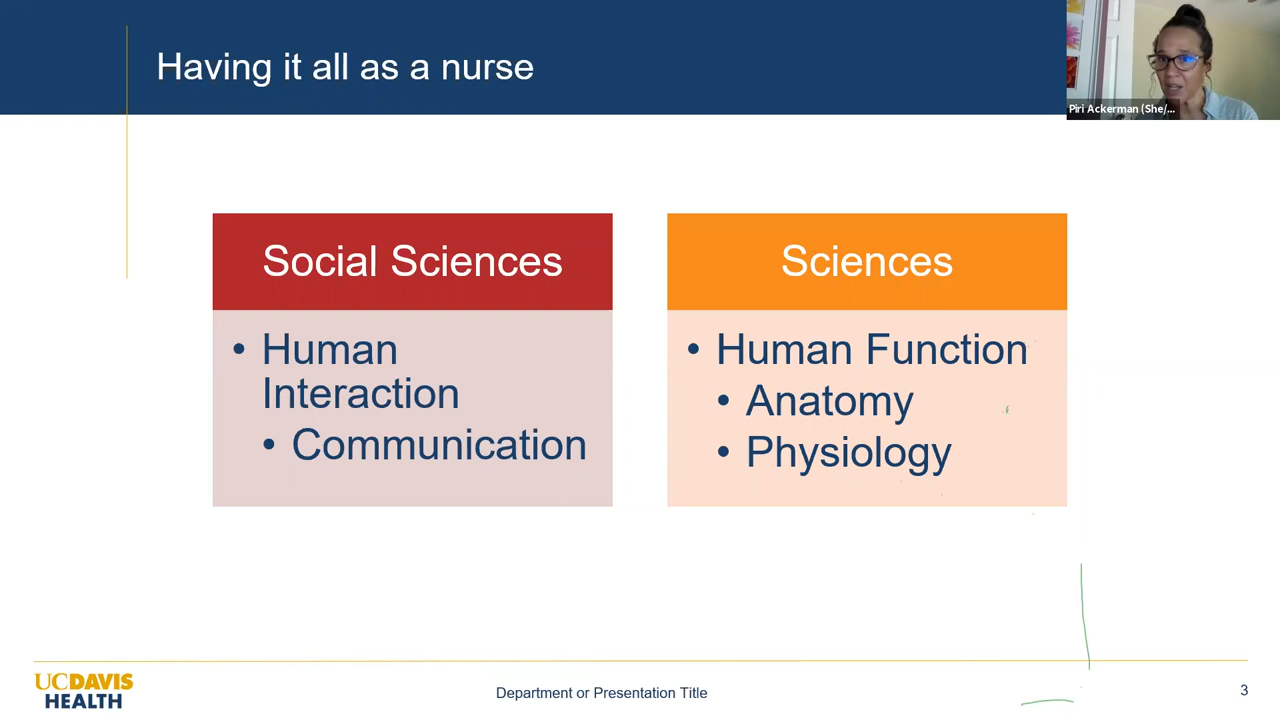 Having it all as a nurse
Piri Ackerman (She/...
Social Sciences
• Human
Interaction
• Communication
Sciences
• Human Function
• Anatomy
• Physiology
UCDAVIS
HEALTH
Department or Presentation Title
3